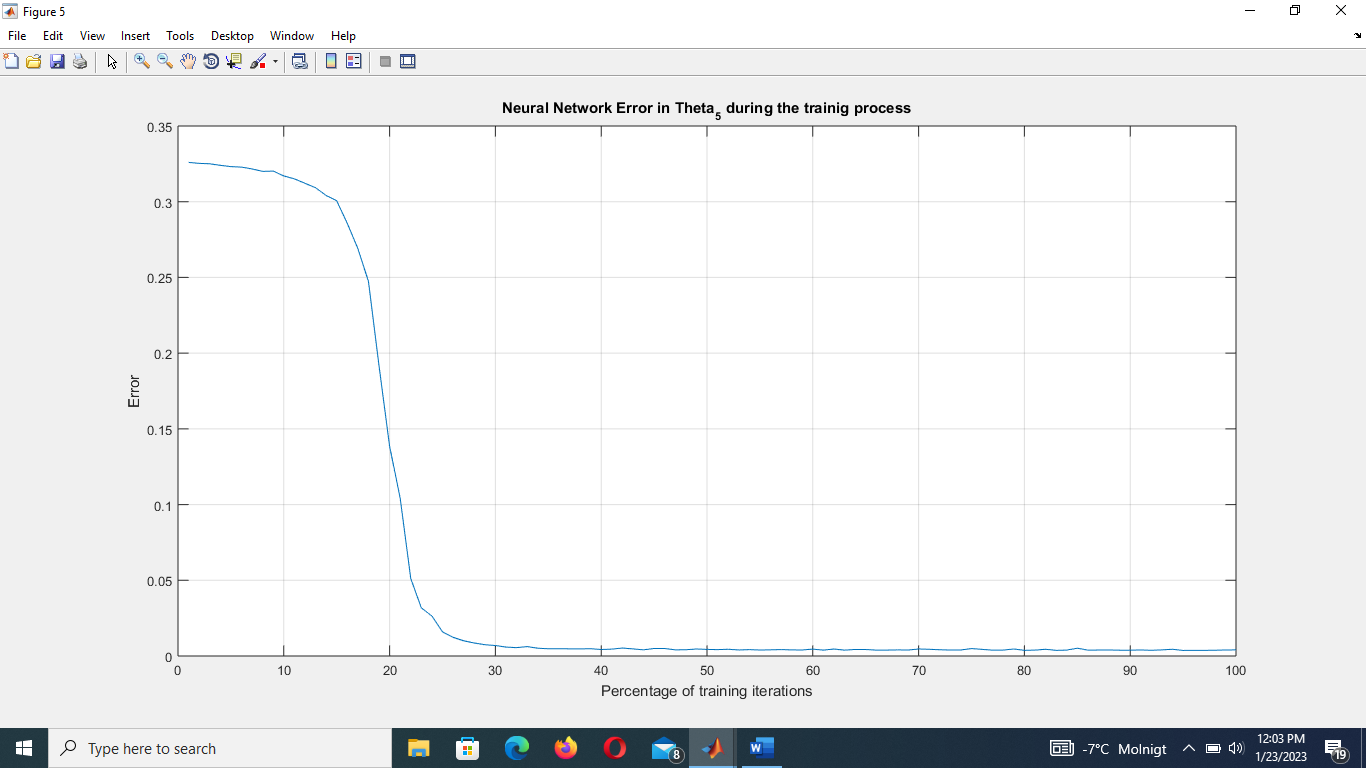 Figure 5
File Edit View Insert Tools Desktop Window Help
Neural Network Error in Theta5 during the trainig process
0.35
0.3
0.25
0.2
0.15
0.1
0.05
0
Error
0 10 20 30 40 50 60 70 80 90 100
Percentage of training iterations
Type here to search
8
W
-7°C Molnigt
12:03 PM
1/23/2023
19